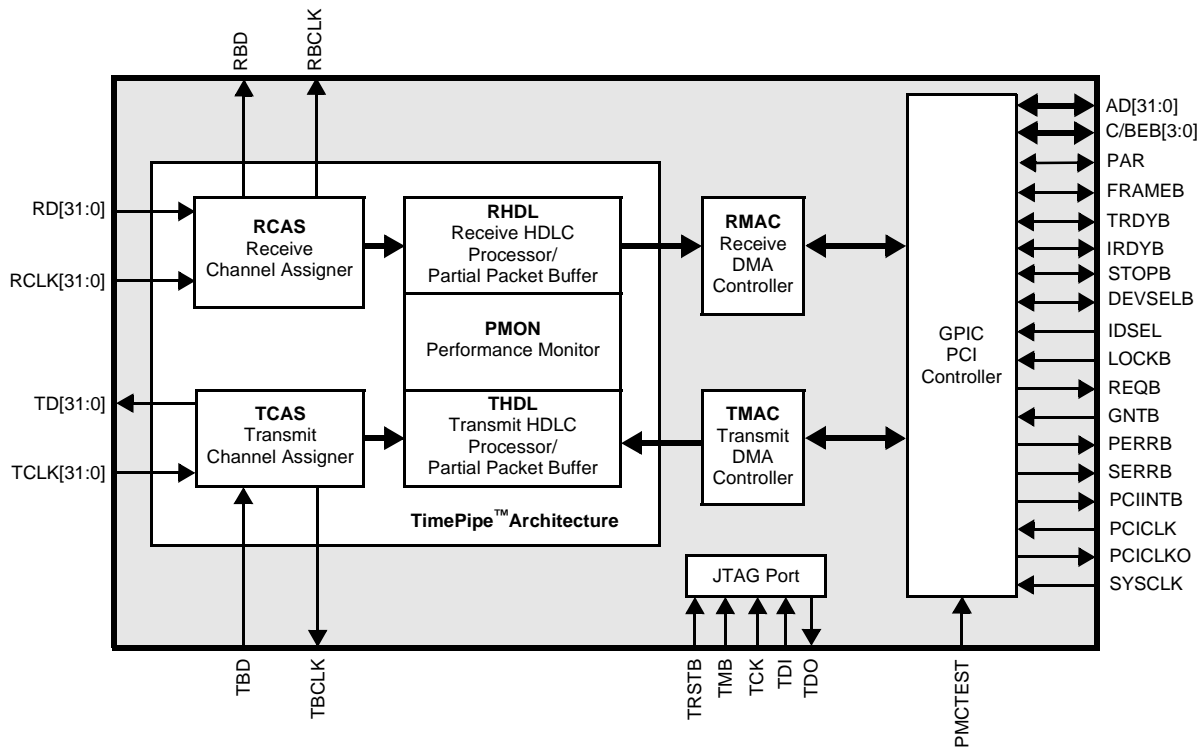 RBD
RBCLK
RD[31:0]
RCLK[31:0]
TD[31:0]
TCLK[31:0]
RCAS
Receive
Channel Assigner
RHDL
Receive HDLC
Processor/
Partial Packet Buffer
PMON
Performance Monitor
TCAS
Transmit
Channel Assigner
THDL
Transmit HDLC
Processor/
Partial Packet Buffer
TimePipe™Architecture
RMAC
Receive
DMA
Controller
TMAC
Transmit
DMA
Controller
JTAG Port
GPIC
PCI
Controller
AD[31:0]
C/BEB[3:0]
PAR
FRAMEB
TRDYB
IRDYB
STOPB
DEVSELB
IDSEL
LOCKB
REQB
GNTB
PERRB
SERRB
PCIINTB
PCICLK
PCICLKO
SYSCLK
TBD
TBCLK
TRSTB
TMB
TCK
TDI
TDO
PMCTEST